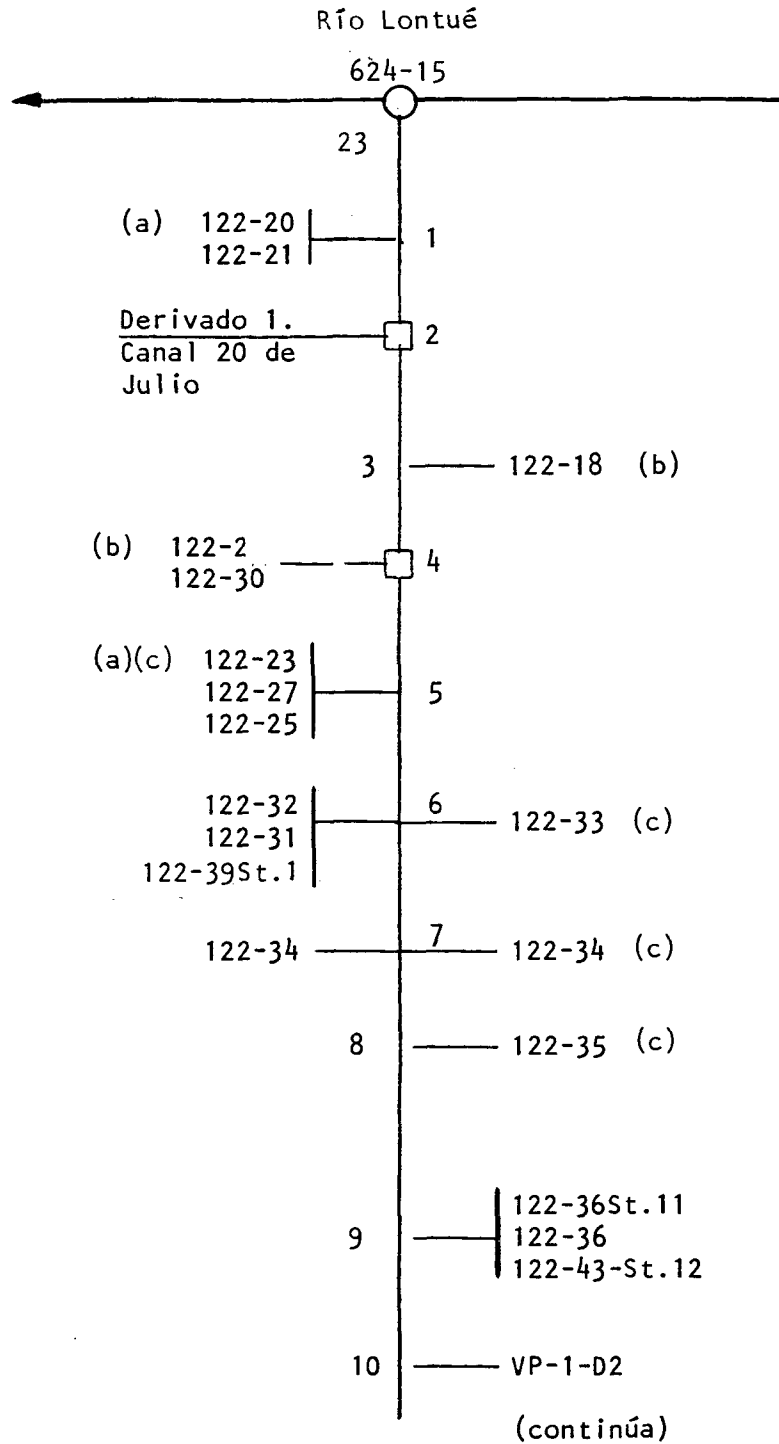 Río Lontué
624-15
23
(a) 122-20
122-21
1
Derivado 1.
Canal 20 de
Julio
2
3 122-18 (b)
(b) 122-2
122-30
4
(a)(c) 122-23
122-27
122-25
5
122-32
122-31
122-39St.1
6
122-33 (c)
122-34 7 122-34 (c)
8 122-35 (c)
9
122-36St.11
122-36
122-43-St.12
10 VP-1-D2
(continúa)